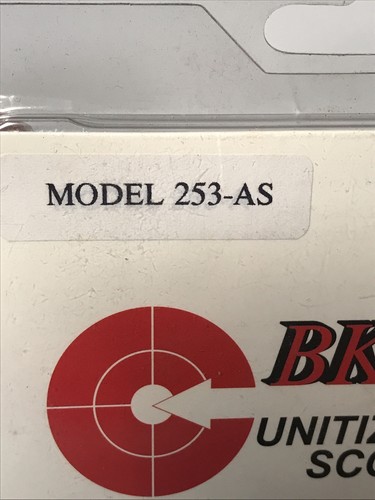 MODEL 253-AS
BK
UNITIZ
SCO